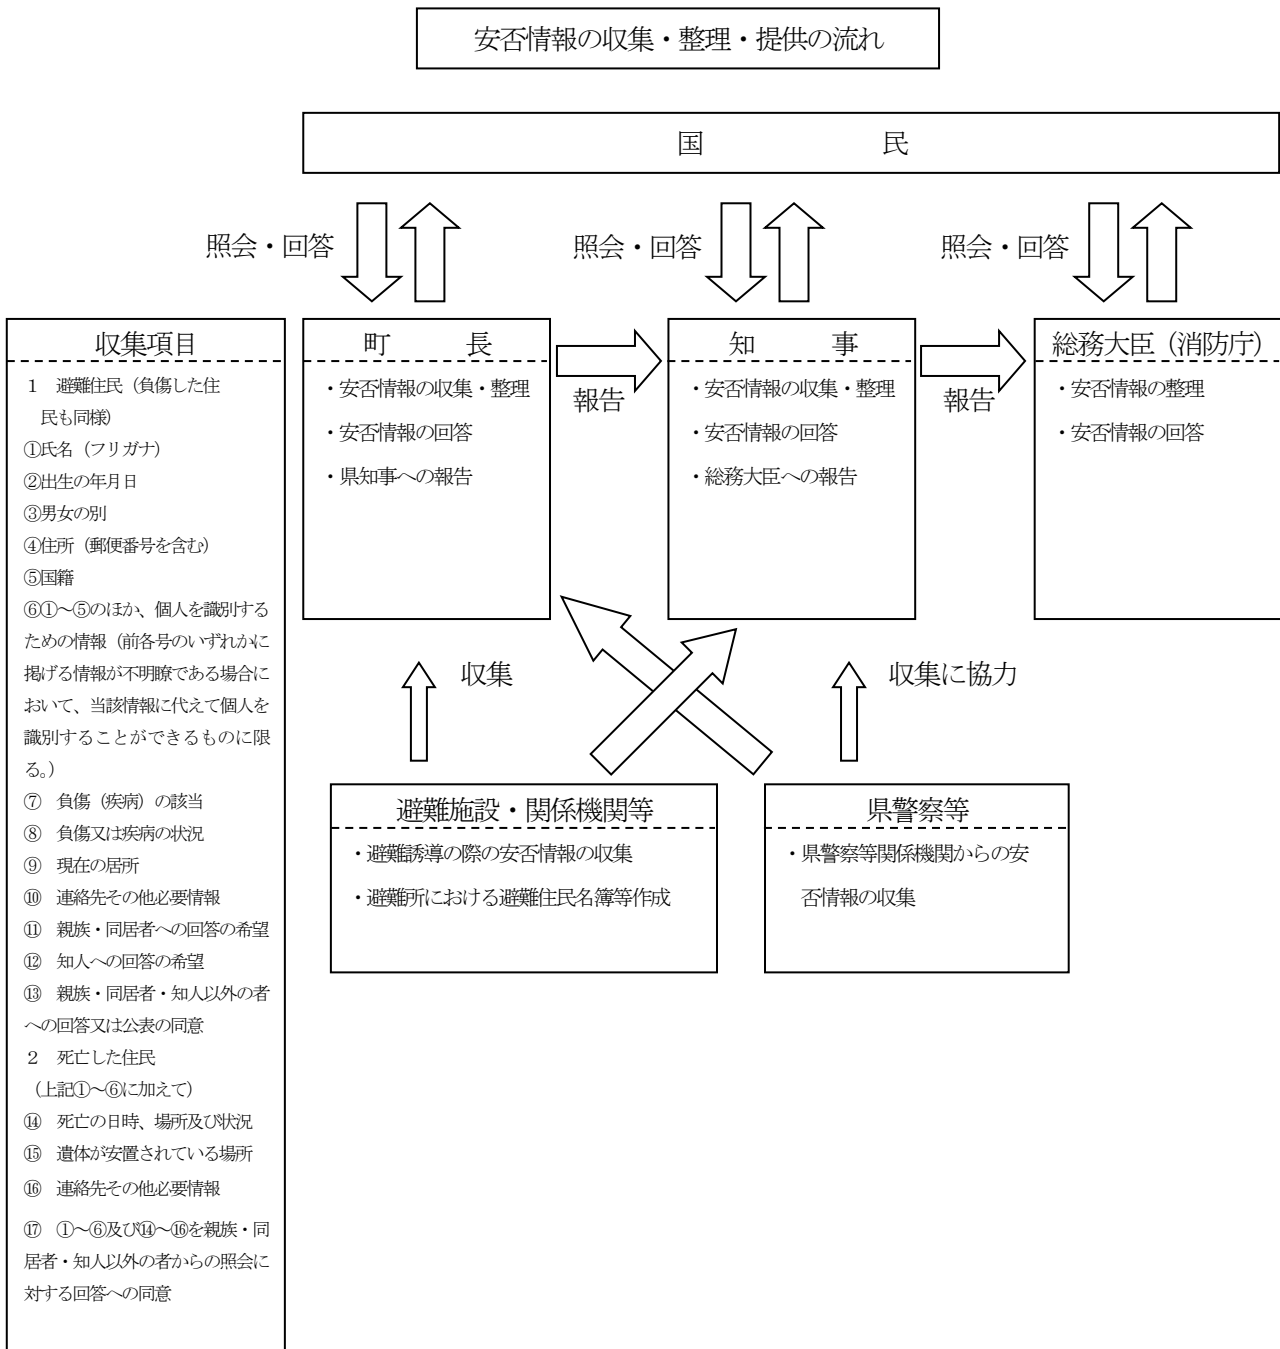 安否情報の収集・整理・提供の流れ
国　民
照会・回答
照会・回答
照会・回答
収集項目
1　避難住民（負傷した住
民も同様）
①氏名（フリガナ）
②出生の年月日
③男女の別
④住所（郵便番号を含む）
⑤国籍
⑥①～⑤のほか、個人を識別する
ための情報（前各号のいずれかに
掲げる情報が不明瞭である場合に
おいて、当該情報に代えて個人を
識別することができるものに限
る。）
⑦　負傷（疾病）の該当
⑧　負傷又は疾病の状況
⑨　現在の居所
⑩　連絡先その他必要情報
⑪　親族・同居者への回答の希望
⑫　知人への回答の希望
⑬　親族・同居者・知人以外の者
への回答又は公表の同意
2　死亡した住民
（上記①～⑥に加えて）
⑭　死亡の日時、場所及び状況
⑮　遺体が安置されている場所
⑯　連絡先その他必要情報
⑰　①～⑥及び⑭～⑯を親族・同
居者・知人以外の者からの照会に
対する回答への同意
町　長
・安否情報の収集・整理
・安否情報の回答
・県知事への報告
報告
知　事
・安否情報の収集・整理
・安否情報の回答
・総務大臣への報告
報告
総務大臣（消防庁）
・安否情報の整理
・安否情報の回答
収集
収集に協力
避難施設・関係機関等
・避難誘導の際の安否情報の収集
・避難所における避難住民名簿等作成
県警察等
・県警察等関係機関からの安
否情報の収集